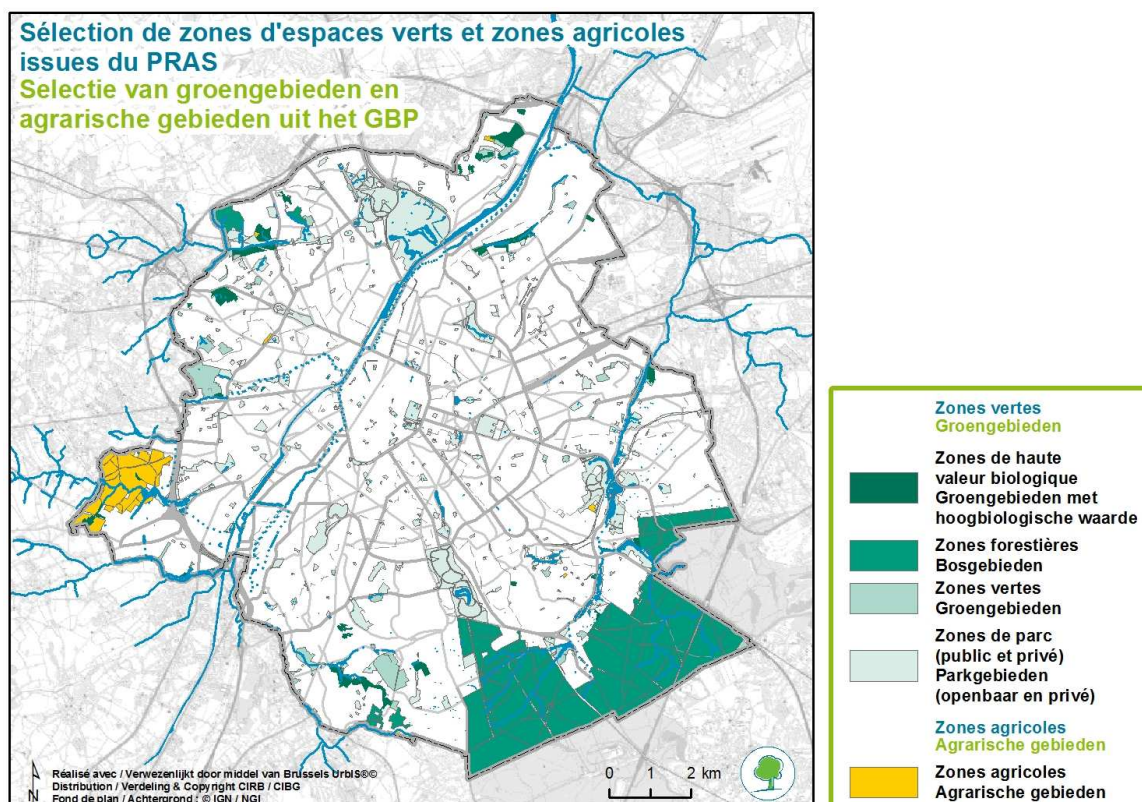 Sélection de zones d'espaces verts et zones agricoles
issues du PRAS
Selectie van groengebieden en
agrarische gebieden uit het GBP
Zones vertes
Groengebieden
Zones de haute
valeur biologique
Groengebieden met
hoogbiologische waarde
Zones forestières
Bosgebieden
Zones vertes
Groengebieden
Zones de parc
(public et privé)
Parkgebieden
(openbaar en privé)
Zones agricoles
Agrarische gebieden
Zones agricoles
Agrarische gebieden
N
Réalisé avec / Verwezenlijkt door middel van Brussels UrbIS®©
Distribution / Verdeling & Copyright CIRB / CIBG
Fond de plan / Achtergrond : © IGN / NGI
0 1 2 km